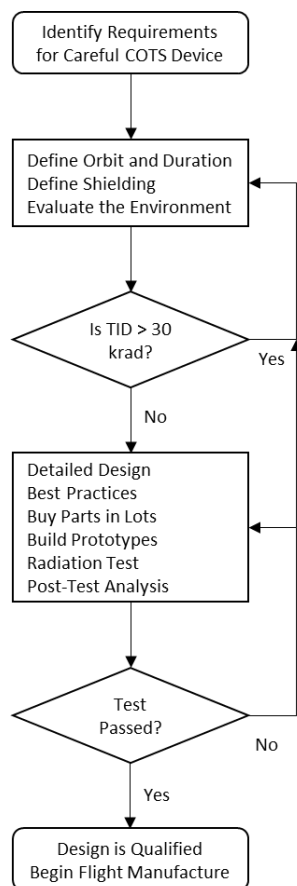 Identify Requirements
for Careful COTS Device
Define Orbit and Duration
Define Shielding
Evaluate the Environment
Is TID > 30
krad?
Yes
No
Detailed Design
Best Practices
Buy Parts in Lots
Build Prototypes
Radiation Test
Post-Test Analysis
Test
Passed?
No
Yes
Design is Qualified
Begin Flight Manufacture